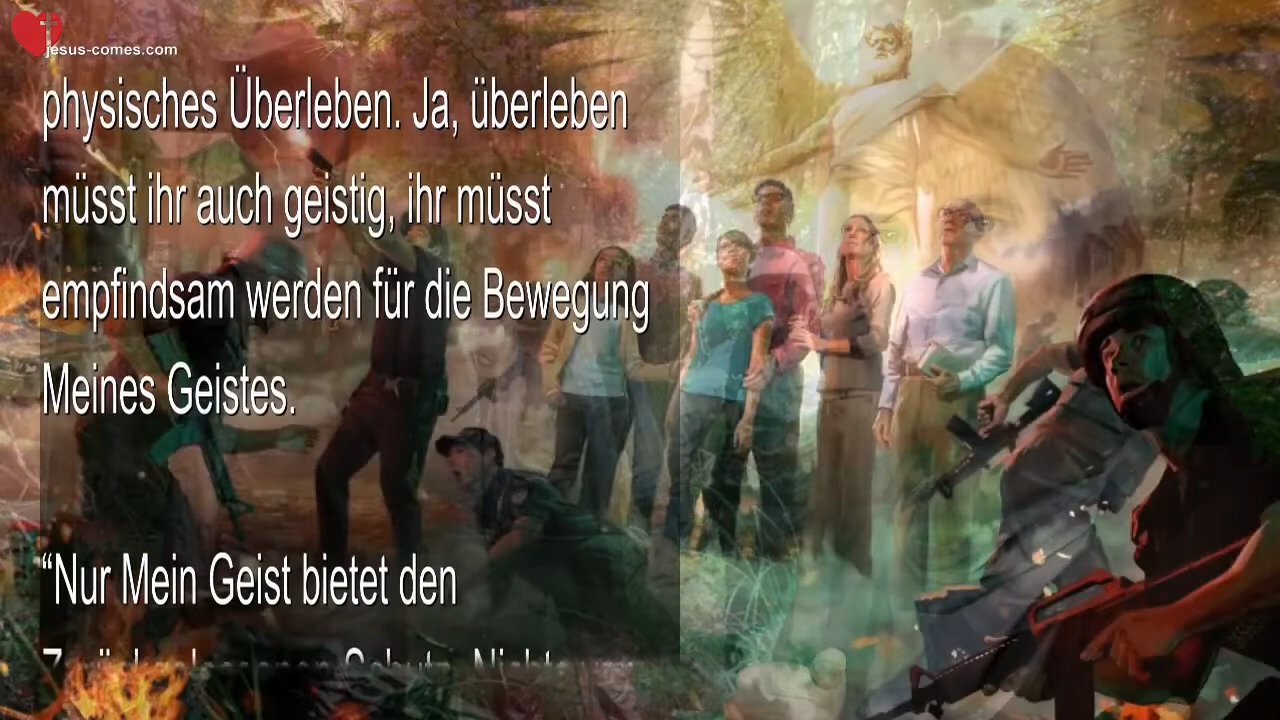 jesus-comes.com
physisches Überleben. Ja, überleben
müsst ihr auch geistig, ihr müsst
empfindsam werden für die Bewegung
Meines Geistes.
“Nur Mein Geist bietet den